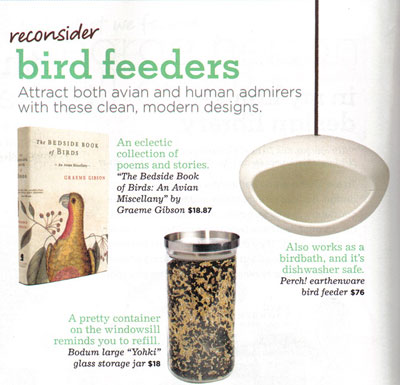 reconsider
bird feeders
Attract both avian and human admirers
with these clean, modern designs.
THE BEDSIDE BOOK
OF BIRDS
An Avian Miscellany
GRAEME GIBSON
An eclectic
collection of
poems and stories.
"The Bedside Book
of Birds: An Avian
Miscellany" by
Graeme Gibson $18.87
Also works as a
birdbath, and it's
dishwasher safe.
Perch! earthenware
bird feeder $76
A pretty container
on the windowsill
reminds you to refill.
Bodum large "Yohki"
glass storage jar $18